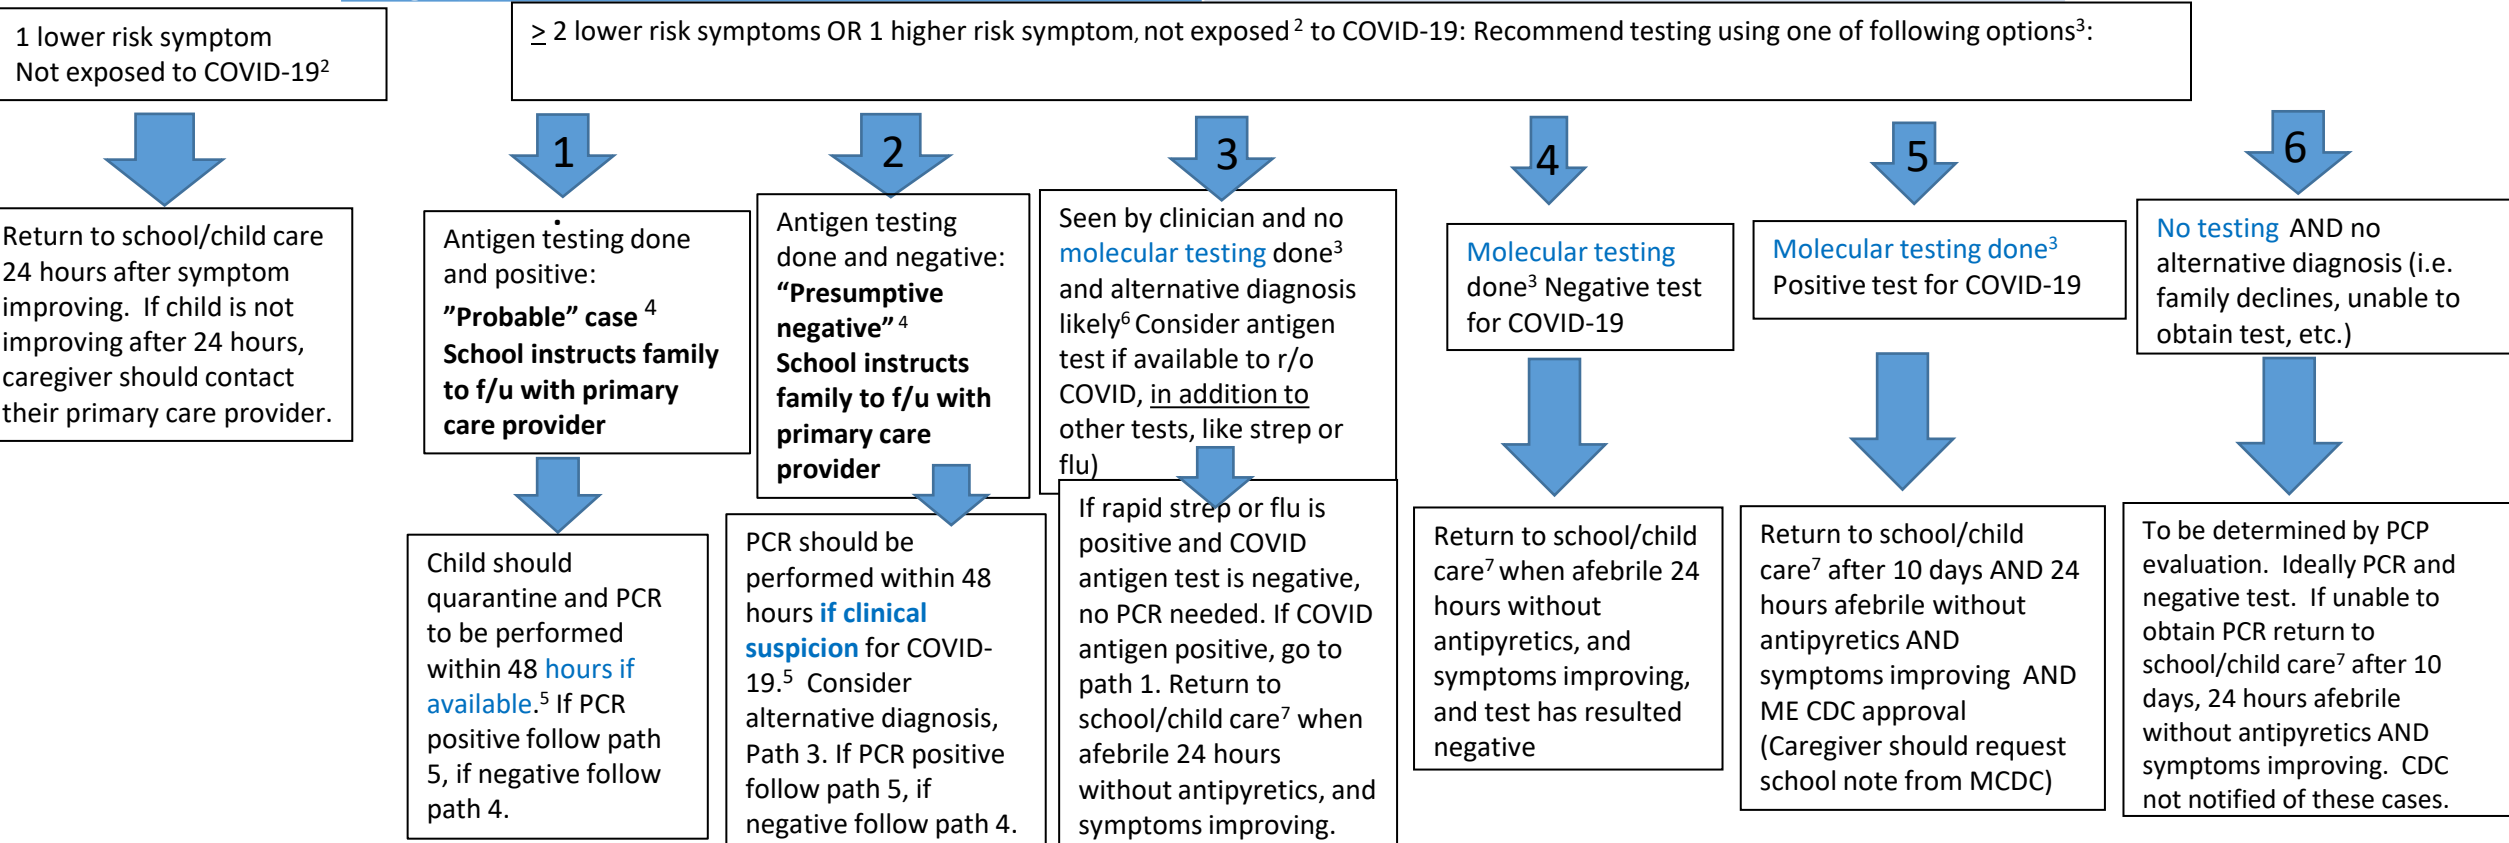 1 lower risk symptom
Not exposed to COVID-19²
≥ 2 lower risk symptoms OR 1 higher risk symptom, not exposed ² to COVID-19: Recommend testing using one of following options³:
Return to school/child care
24 hours after symptom
improving. If child is not
improving after 24 hours,
caregiver should contact
their primary care provider.
1
.
Antigen testing done
and positive:
”Probable” case ⁴
School instructs family
to f/u with primary
care provider
Child should
quarantine and PCR
to be performed
within 48 hours if
available.⁵ If PCR
positive follow path
5, if negative follow
path 4.
2
Antigen testing
done and negative:
“Presumptive
negative” ⁴
School instructs
family to f/u with
primary care
provider
PCR should be
performed within 48
hours if clinical
suspicion for COVID-
19.⁵ Consider
alternative diagnosis,
Path 3. If PCR positive
follow path 5, if
negative follow path 4.
3
Seen by clinician and no
molecular testing done³
and alternative diagnosis
likely⁶ Consider antigen
test if available to r/o
COVID, in addition to
other tests, like strep or
flu)
If rapid strep or flu is
positive and COVID
antigen test is negative,
no PCR needed. If COVID
antigen positive, go to
path 1. Return to
school/child care⁷ when
afebrile 24 hours
without antipyretics, and
symptoms improving.
4
Molecular testing
done³ Negative test
for COVID-19
Return to school/child
care⁷ when afebrile 24
hours without
antipyretics, and
symptoms improving,
and test has resulted
negative
5
Molecular testing done³
Positive test for COVID-19
Return to school/child
care⁷ after 10 days AND 24
hours afebrile without
antipyretics AND
symptoms improving AND
ME CDC approval
(Caregiver should request
school note from MCDC)
6
No testing AND no
alternative diagnosis (i.e.
family declines, unable to
obtain test, etc.)
To be determined by PCP
evaluation. Ideally PCR and
negative test. If unable to
obtain PCR return to
school/child care⁷ after 10
days, 24 hours afebrile
without antipyretics AND
symptoms improving. CDC
not notified of these cases.